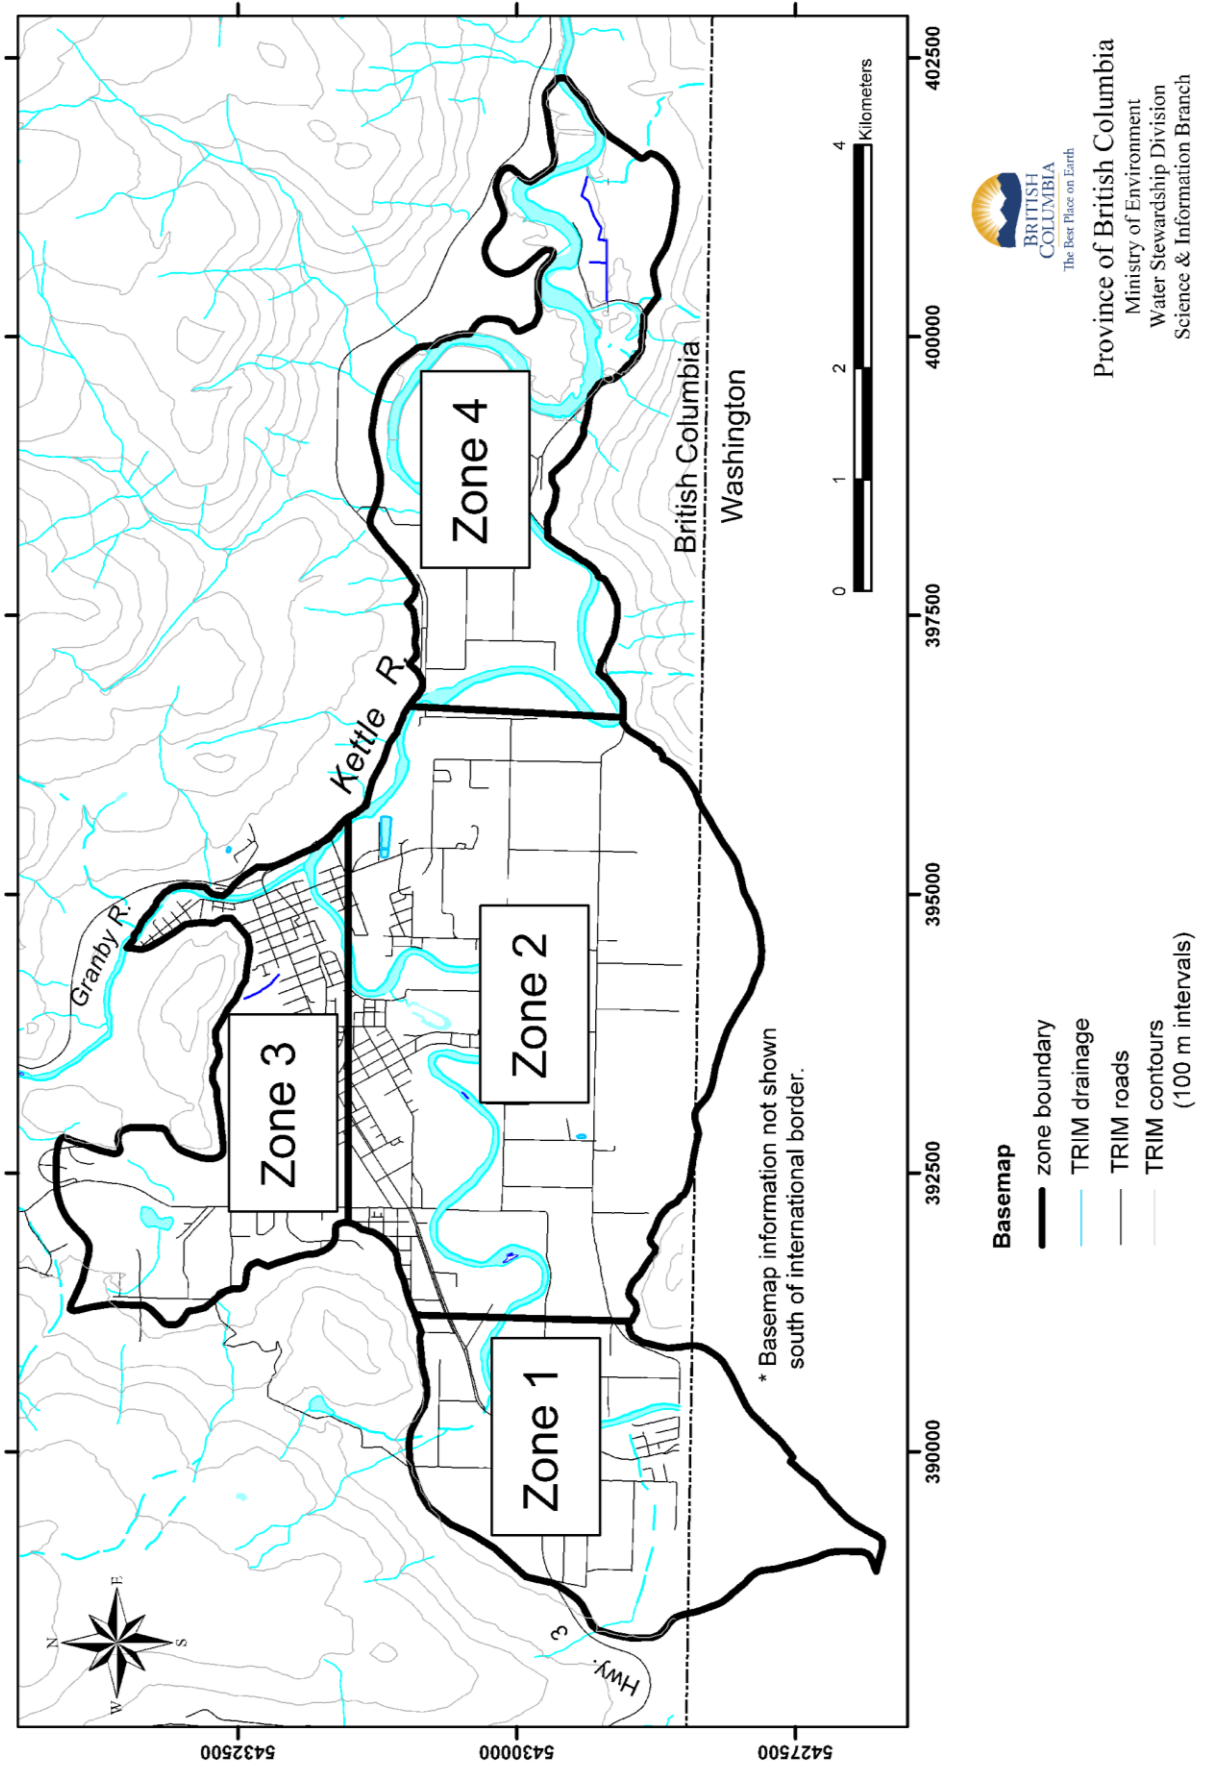 Granby R.
Kettle R.
Zone 3
Zone 4
Zone 2
Zone 1
Hwy. 3
N
E
S
W
British Columbia
Washington
* Basemap information not shown
south of international border.
0
1
2
4
Kilometers
5432500
5430000
5427500
390000
392500
395000
397500
400000
402500
Basemap
zone boundary
TRIM drainage
TRIM roads
TRIM contours
(100 m intervals)
BRITISH
COLUMBIA
The Best Place on Earth
Province of British Columbia
Ministry of Environment
Water Stewardship Division
Science & Information Branch